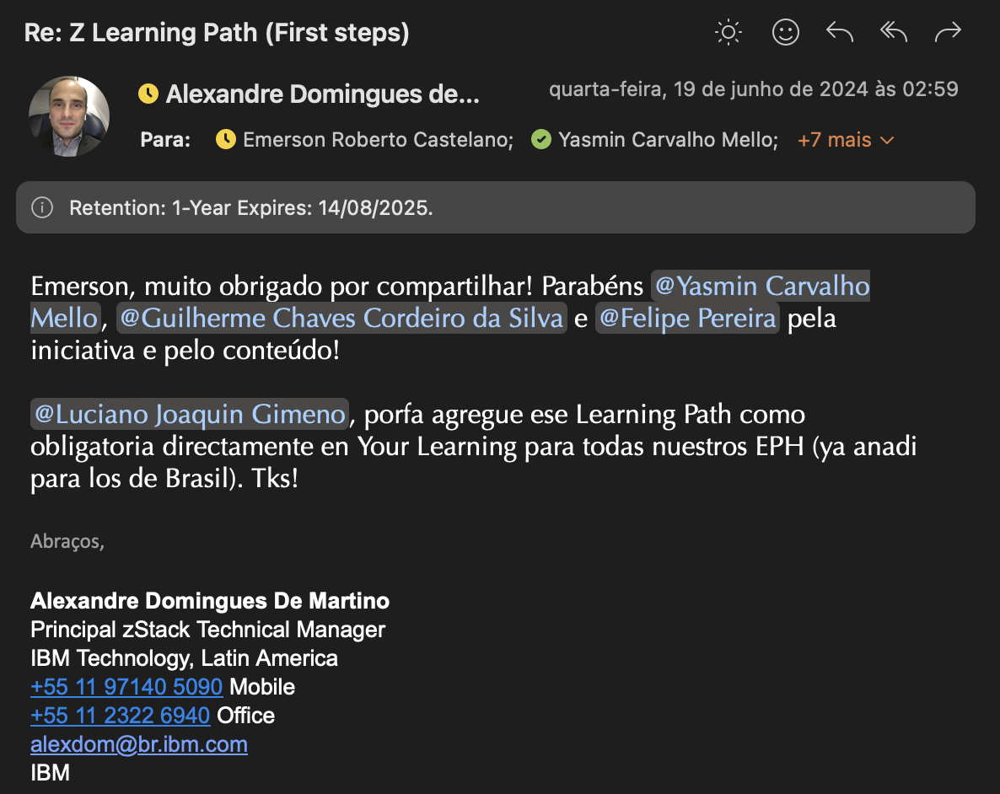 Re: Z Learning Path (First steps)
Alexandre Domingues de...
quarta-feira, 19 de junho de 2024 às 02:59
Para: Emerson Roberto Castelano; Yasmin Carvalho Mello; +7 mais
Retention: 1-Year Expires: 14/08/2025.
Emerson, muito obrigado por compartilhar! Parabéns @Yasmin Carvalho
Mello, @Guilherme Chaves Cordeiro da Silva e @Felipe Pereira pela
iniciativa e pelo conteúdo!
@Luciano Joaquin Gimeno, porfa agregue ese Learning Path como
obligatoria directamente en Your Learning para todas nuestros EPH (ya anadi
para los de Brasil). Tks!
Abraços,
Alexandre Domingues De Martino
Principal zStack Technical Manager
IBM Technology, Latin America
+55 11 97140 5090 Mobile
+55 11 2322 6940 Office
alexdom@br.ibm.com
IBM